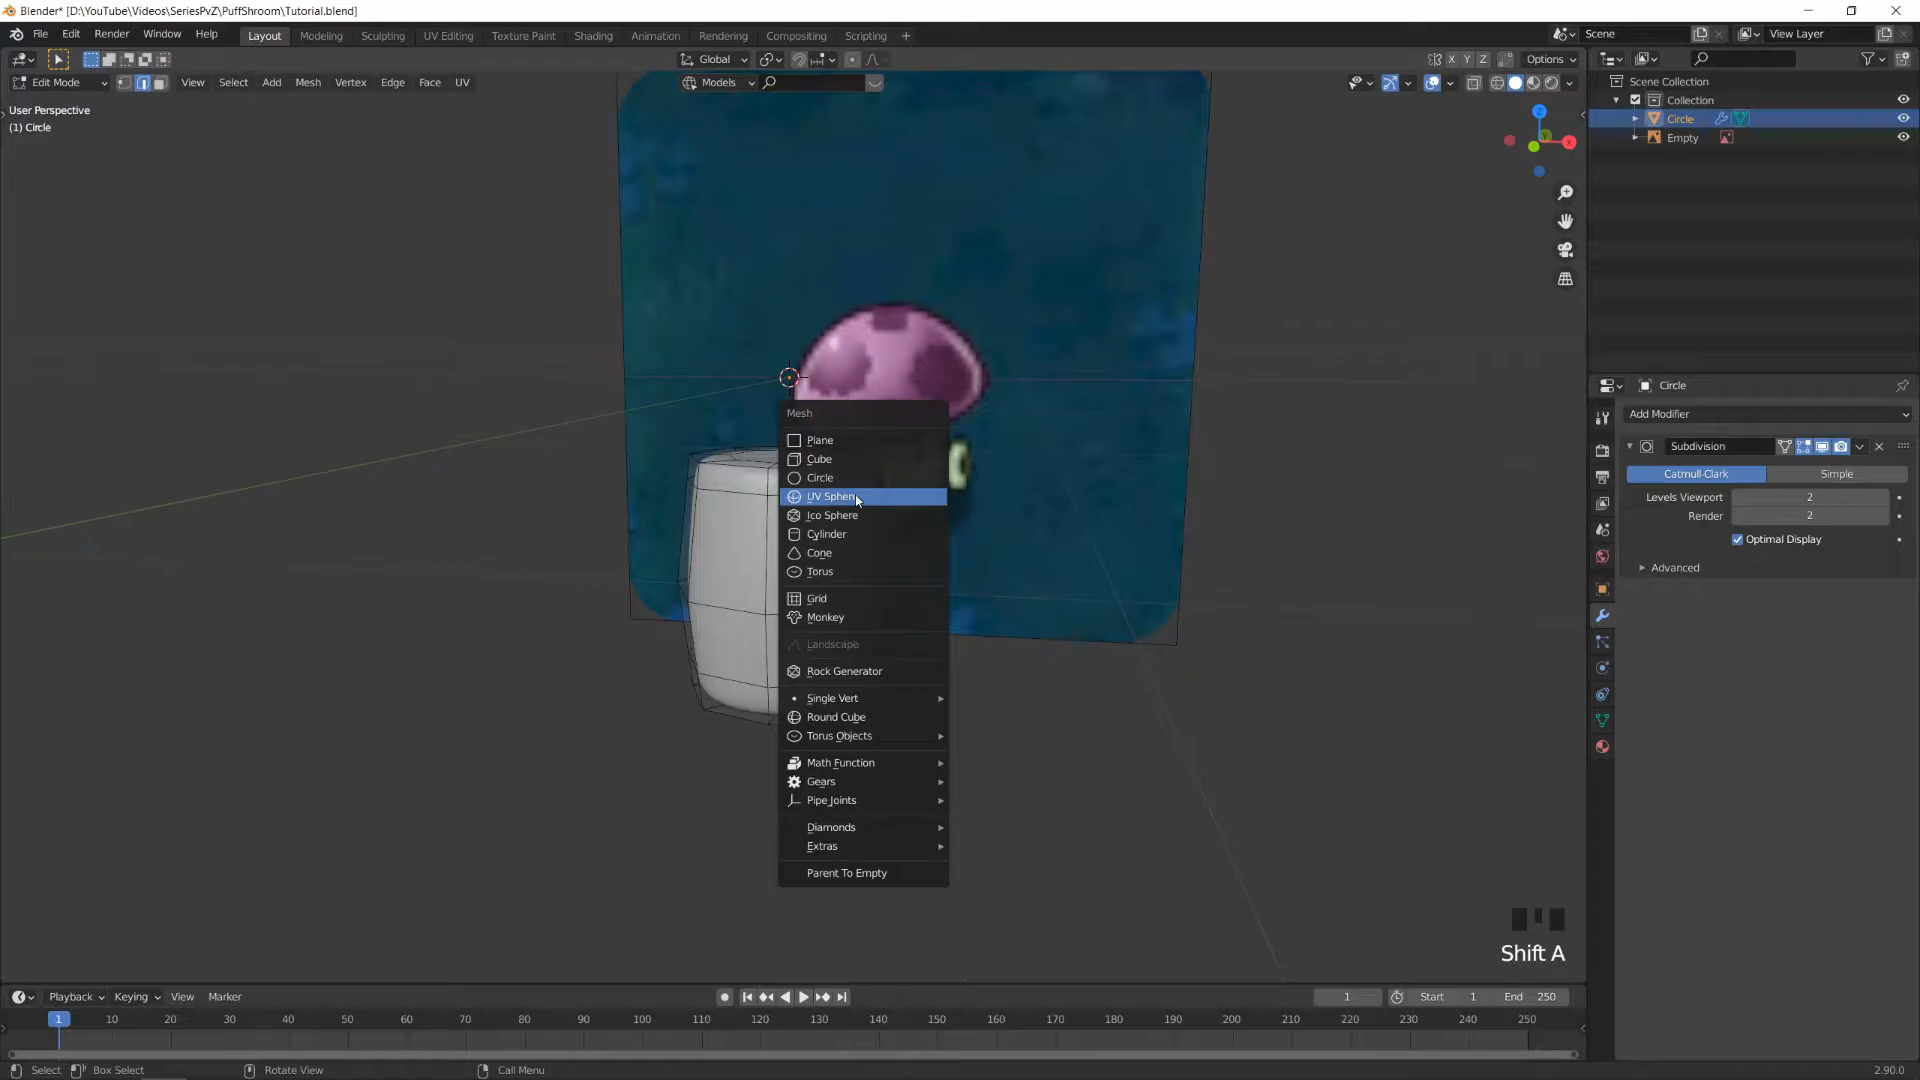 Blender* [D:\YouTube\Videos\SeriesPvZ\PuffShroom\Tutorial.blend]
File Edit Render Window Help Layout Modeling Sculpting UV Editing Texture Paint Shading Animation Rendering Compositing Scripting + Scene View Layer
Global Options X Y Z
Edit Mode View Select Add Mesh Vertex Edge Face UV Models
User Perspective
(1) Circle
Scene Collection
Collection
Circle
Empty
Z
X
Y
Mesh
Plane
Cube
Circle
UV Sphere
Ico Sphere
Cylinder
Cone
Torus
Grid
Monkey
Landscape
Rock Generator
Single Vert
Round Cube
Torus Objects
Math Function
Gears
Pipe Joints
Diamonds
Extras
Parent To Empty
Circle
Add Modifier
Subdivision
Catmull-Clark Simple
Levels Viewport 2
Render 2
Optimal Display
Advanced
Shift A
Playback Keying View Marker 1 Start 1 End 250
1 10 20 30 40 50 60 70 80 90 100 110 120 130 140 150 160 170 180 190 200 210 220 230 240 250
Select Box Select Rotate View Call Menu 2.90.0